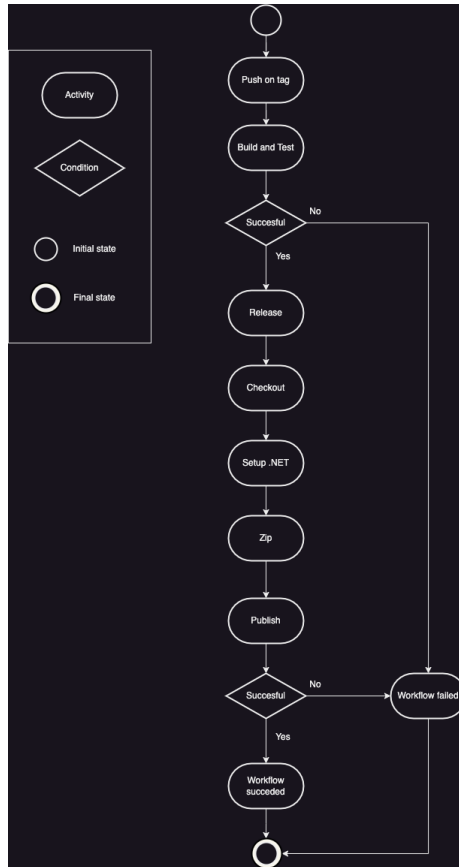 Push on tag
Activity
Build and Test
Condition
Succesful
No
Initial state
Yes
Final state
Release
Checkout
Setup .NET
Zip
Publish
Succesful
No
Workflow failed
Yes
Workflow
succeded